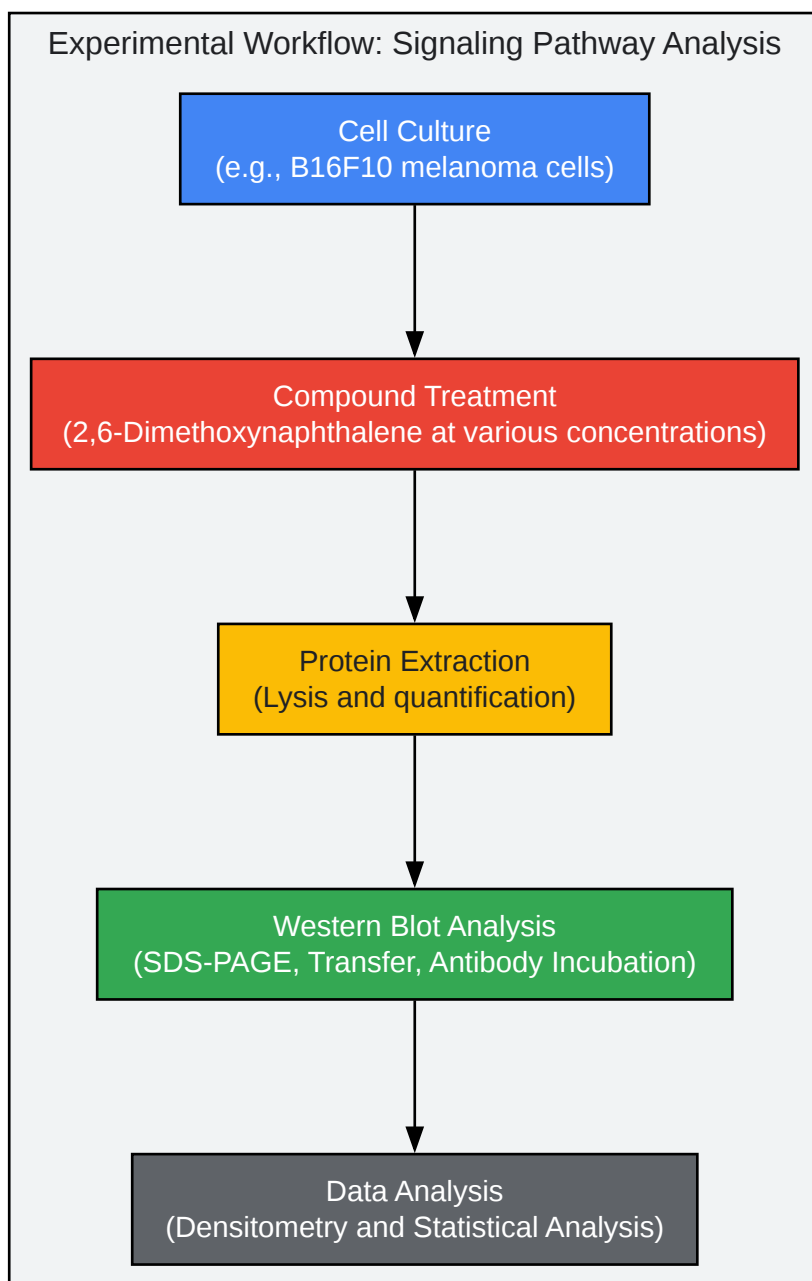 Experimental Workflow: Signaling Pathway Analysis
Cell Culture
(e.g., B16F10 melanoma cells)
Compound Treatment
(2,6-Dimethoxynaphthalene at various concentrations)
Protein Extraction
(Lysis and quantification)
Western Blot Analysis
(SDS-PAGE, Transfer, Antibody Incubation)
Data Analysis
(Densitometry and Statistical Analysis)